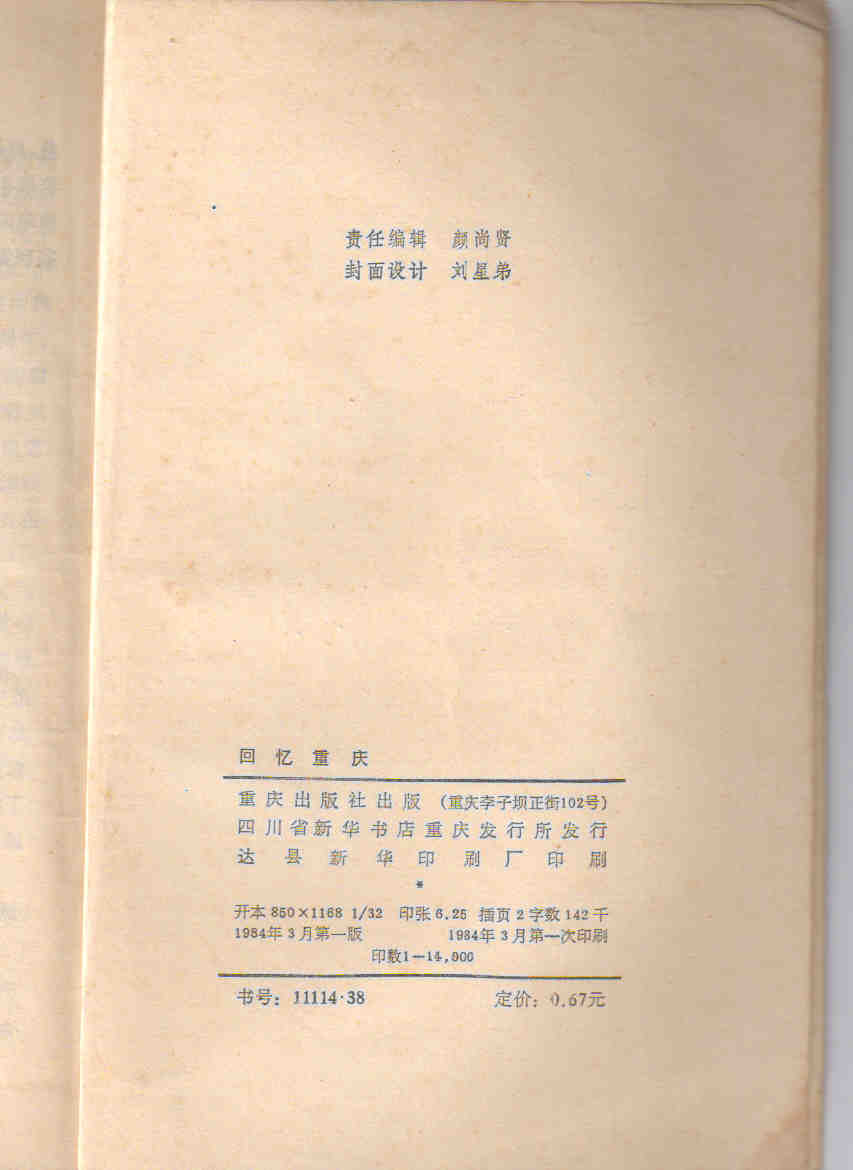 责任编辑 颜尚贤
封面设计 刘星弟
回忆重庆
重庆出版社出版 (重庆李子坝正街102号)
四川省新华书店重庆发行所发行
达县新华印刷厂印刷
*
开本 850×1168 1/32 印张 6.25 插页 2 字数 142 千
1984年 3 月第一版 1984年 3 月第一次印刷
印数1—14,000
书号: 11114·38 定价: 0.67元